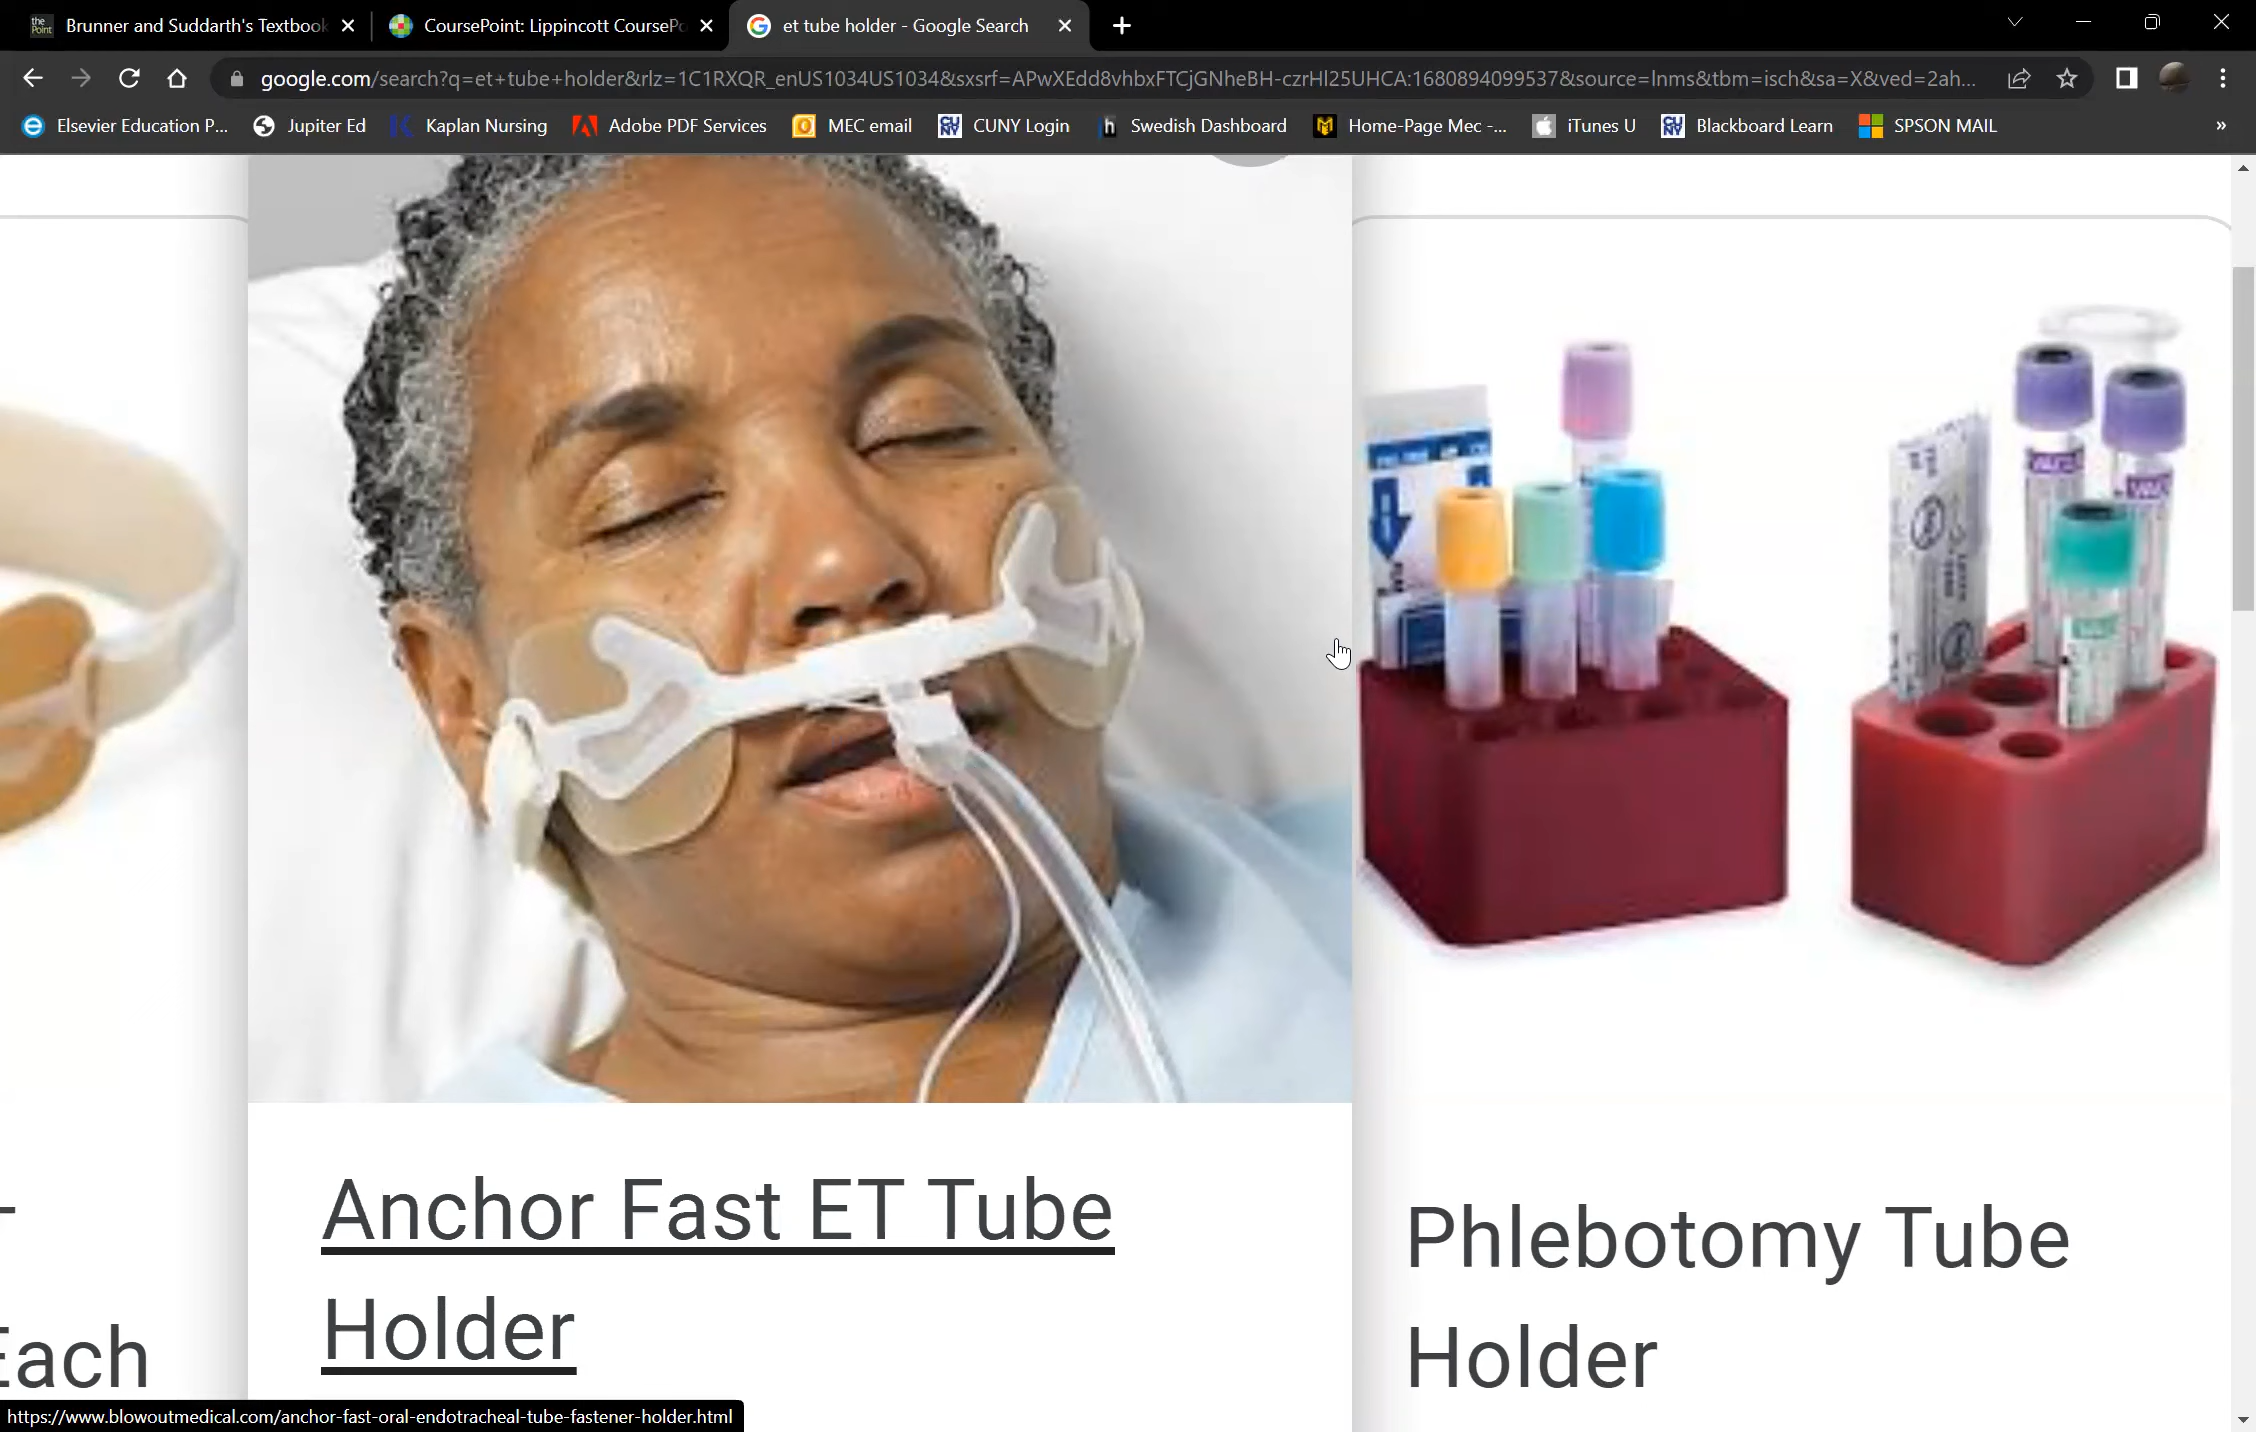 the Point
Brunner and Suddarth's Textbook
CoursePoint: Lippincott CoursePo
et tube holder - Google Search
google.com/search?q=et+tube+holder&rlz=1C1RXQR_enUS1034US1034&sxsrf=APwXEdd8vhbxFTCjGNheBH-czrHl25UHCA:1680894099537&source=lnms&tbm=isch&sa=X&ved=2ah...
Elsevier Education P...
Jupiter Ed
Kaplan Nursing
Adobe PDF Services
MEC email
CUNY Login
Swedish Dashboard
Home-Page Mec -...
iTunes U
Blackboard Learn
SPSON MAIL
Anchor Fast ET Tube
Holder
Phlebotomy Tube
Holder
Each
https://www.blowoutmedical.com/anchor-fast-oral-endotracheal-tube-fastener-holder.html